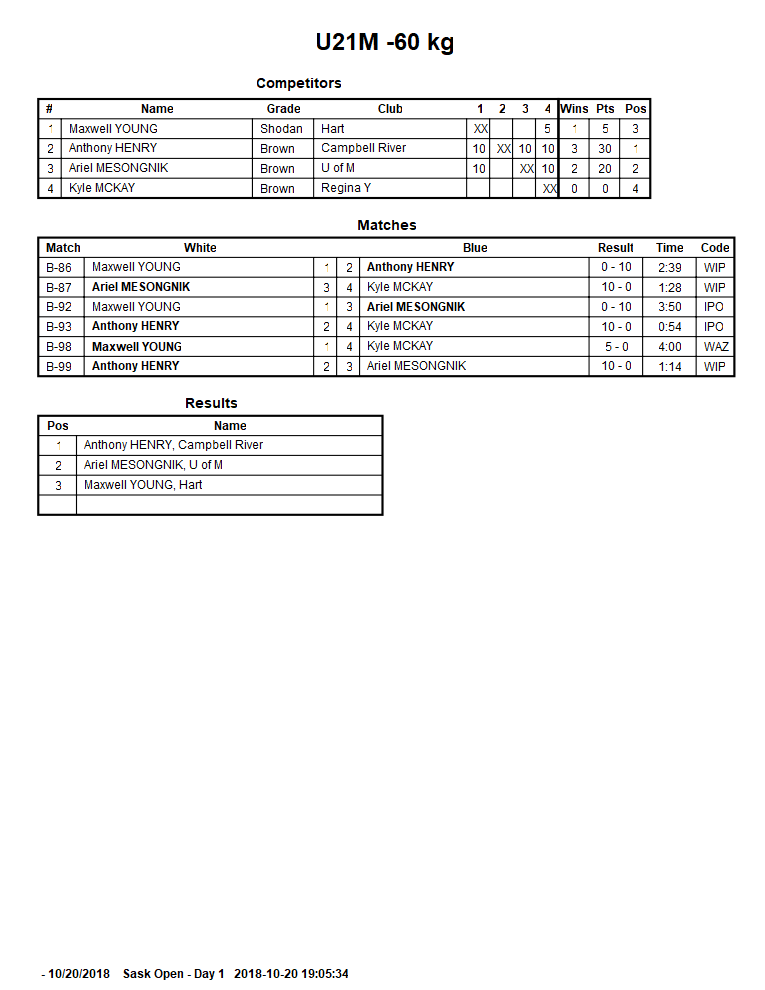 U21M -60 kg
Competitors
# Name Grade Club 1 2 3 4 Wins Pts Pos
1 Maxwell YOUNG Shodan Hart XX 5 1 5 3
2 Anthony HENRY Brown Campbell River 10 XX 10 10 3 30 1
3 Ariel MESONGNIK Brown U of M 10 XX 10 2 20 2
4 Kyle MCKAY Brown Regina Y XX 0 0 4
Matches
Match White Blue Result Time Code
B-86 Maxwell YOUNG 1 2 Anthony HENRY 0 - 10 2:39 WIP
B-87 Ariel MESONGNIK 3 4 Kyle MCKAY 10 - 0 1:28 WIP
B-92 Maxwell YOUNG 1 3 Ariel MESONGNIK 0 - 10 3:50 IPO
B-93 Anthony HENRY 2 4 Kyle MCKAY 10 - 0 0:54 IPO
B-98 Maxwell YOUNG 1 4 Kyle MCKAY 5 - 0 4:00 WAZ
B-99 Anthony HENRY 2 3 Ariel MESONGNIK 10 - 0 1:14 WIP
Results
Pos Name
1 Anthony HENRY, Campbell River
2 Ariel MESONGNIK, U of M
3 Maxwell YOUNG, Hart
- 10/20/2018 Sask Open - Day 1 2018-10-20 19:05:34